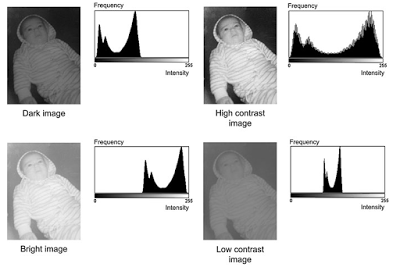 Frequency
0
255
Intensity
Dark image
Frequency
0
255
Intensity
High contrast
image
Frequency
0
255
Intensity
Bright image
Frequency
0
255
Intensity
Low contrast
image